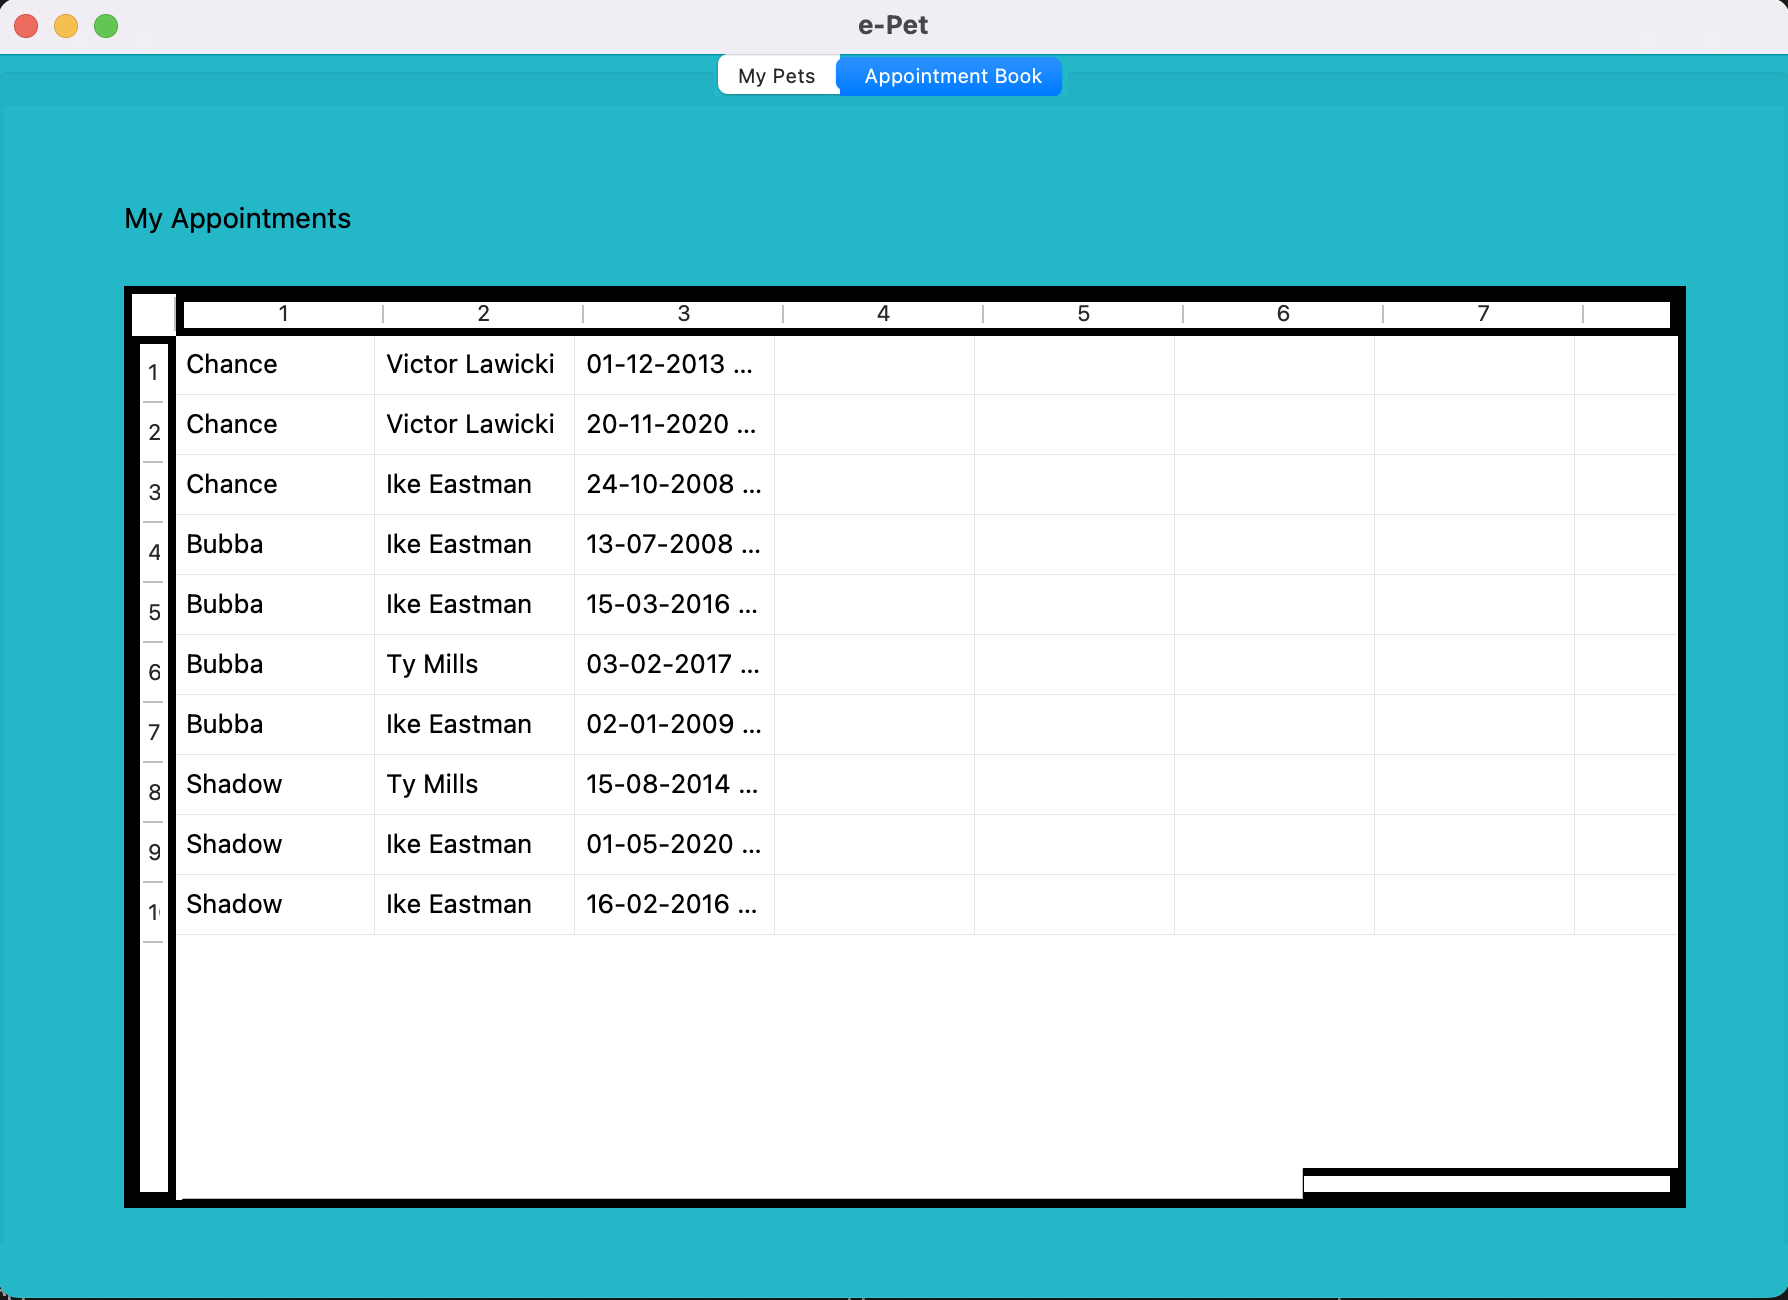 e-Pet
My Pets Appointment Book
My Appointments
1 2 3 4 5 6 7
1 Chance Victor Lawicki 01-12-2013 ...
2 Chance Victor Lawicki 20-11-2020 ...
3 Chance Ike Eastman 24-10-2008 ...
4 Bubba Ike Eastman 13-07-2008 ...
5 Bubba Ike Eastman 15-03-2016 ...
6 Bubba Ty Mills 03-02-2017 ...
7 Bubba Ike Eastman 02-01-2009 ...
8 Shadow Ty Mills 15-08-2014 ...
9 Shadow Ike Eastman 01-05-2020 ...
Shadow Ike Eastman 16-02-2016 ...